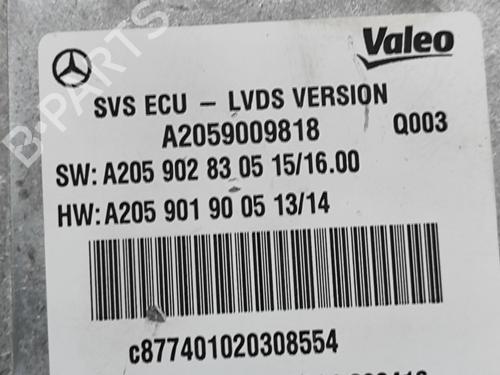 B-PARTS
Valeo
SVS ECU – LVDS VERSION
A2059009818 Q003
SW: A205 902 83 05 15/16.00
HW: A205 901 90 05 13/14
c877401020308554